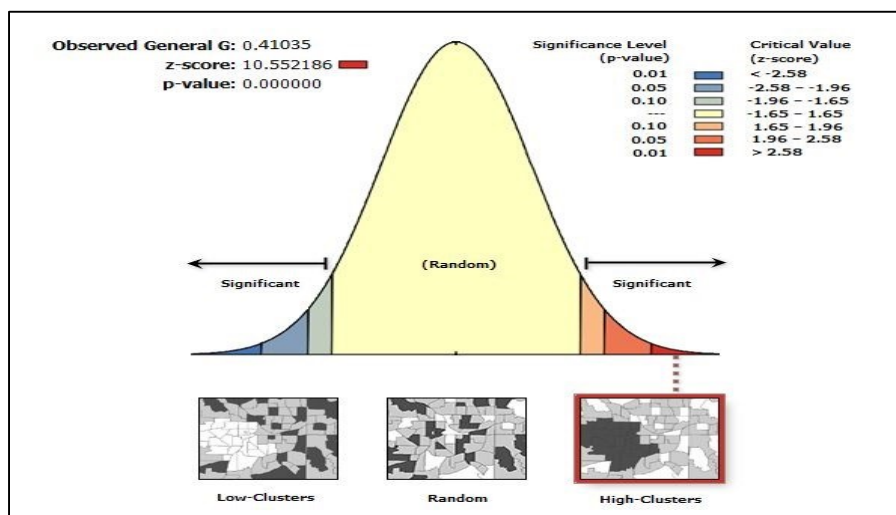 Observed General G: 0.41035
z-score: 10.552186
p-value: 0.000000
Significance Level
(p-value)
Critical Value
(z-score)
0.01 < -2.58
0.05 -2.58 – -1.96
0.10 -1.96 – -1.65
--- -1.65 – 1.65
0.10 1.65 – 1.96
0.05 1.96 – 2.58
0.01 > 2.58
(Random)
Significant
Significant
Low-Clusters
Random
High-Clusters